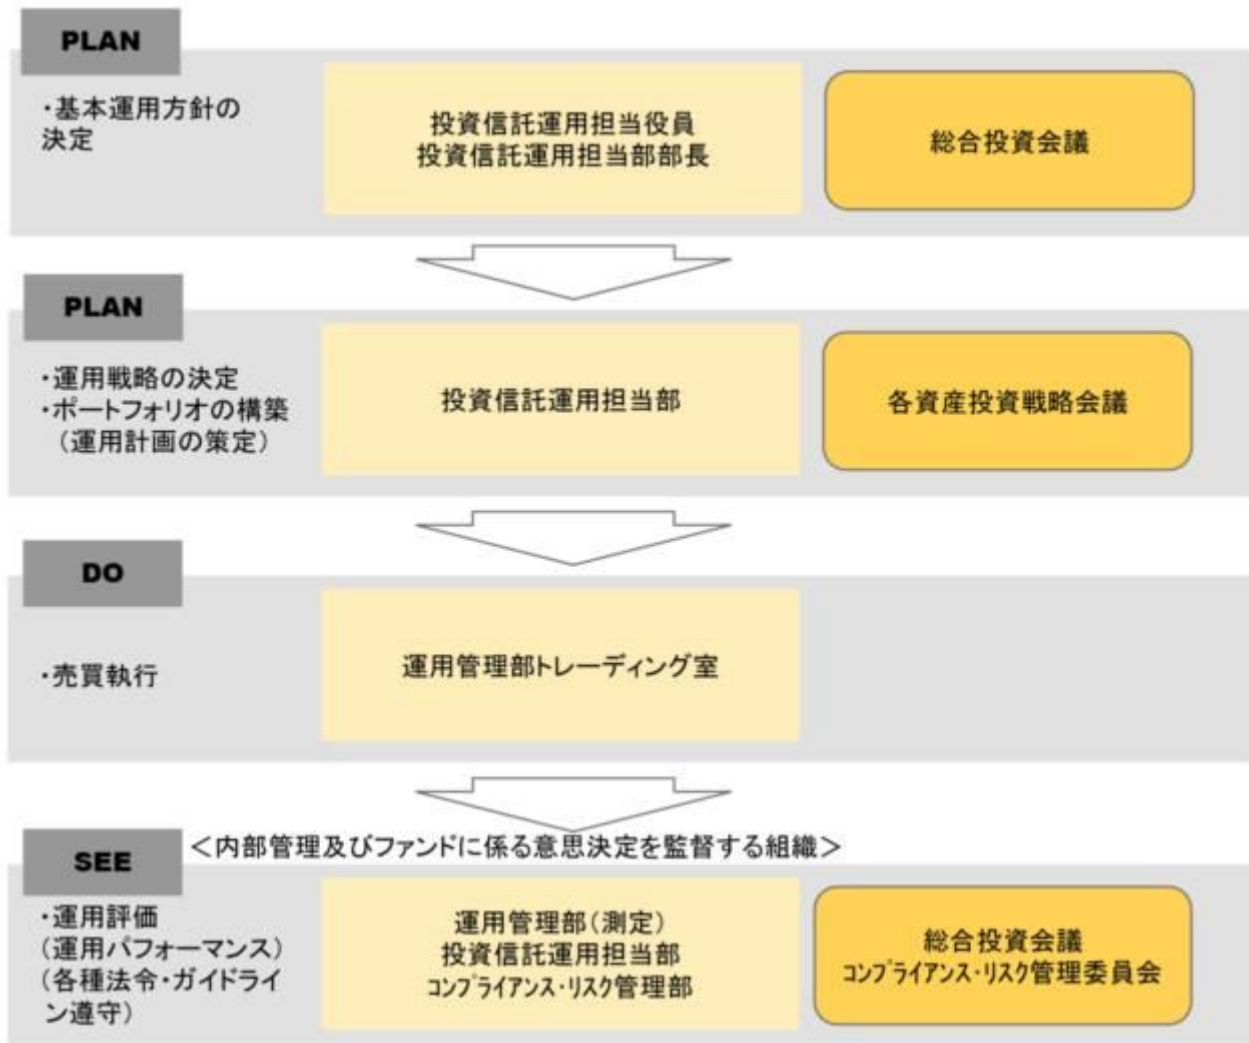 PLAN
・基本運用方針の
決定
投資信託運用担当役員
投資信託運用担当部部長
総合投資会議
PLAN
・運用戦略の決定
・ポートフォリオの構築
（運用計画の策定）
投資信託運用担当部
各資産投資戦略会議
DO
・売買執行
運用管理部トレーディング室
SEE
＜内部管理及びファンドに係る意思決定を監督する組織＞
・運用評価
（運用パフォーマンス）
（各種法令・ガイドライ
ン遵守）
運用管理部（測定）
投資信託運用担当部
ｺﾝﾌﾟﾗｲｱﾝｽ・ﾘｽｸ管理部
総合投資会議
ｺﾝﾌﾟﾗｲｱﾝｽ・ﾘｽｸ管理委員会